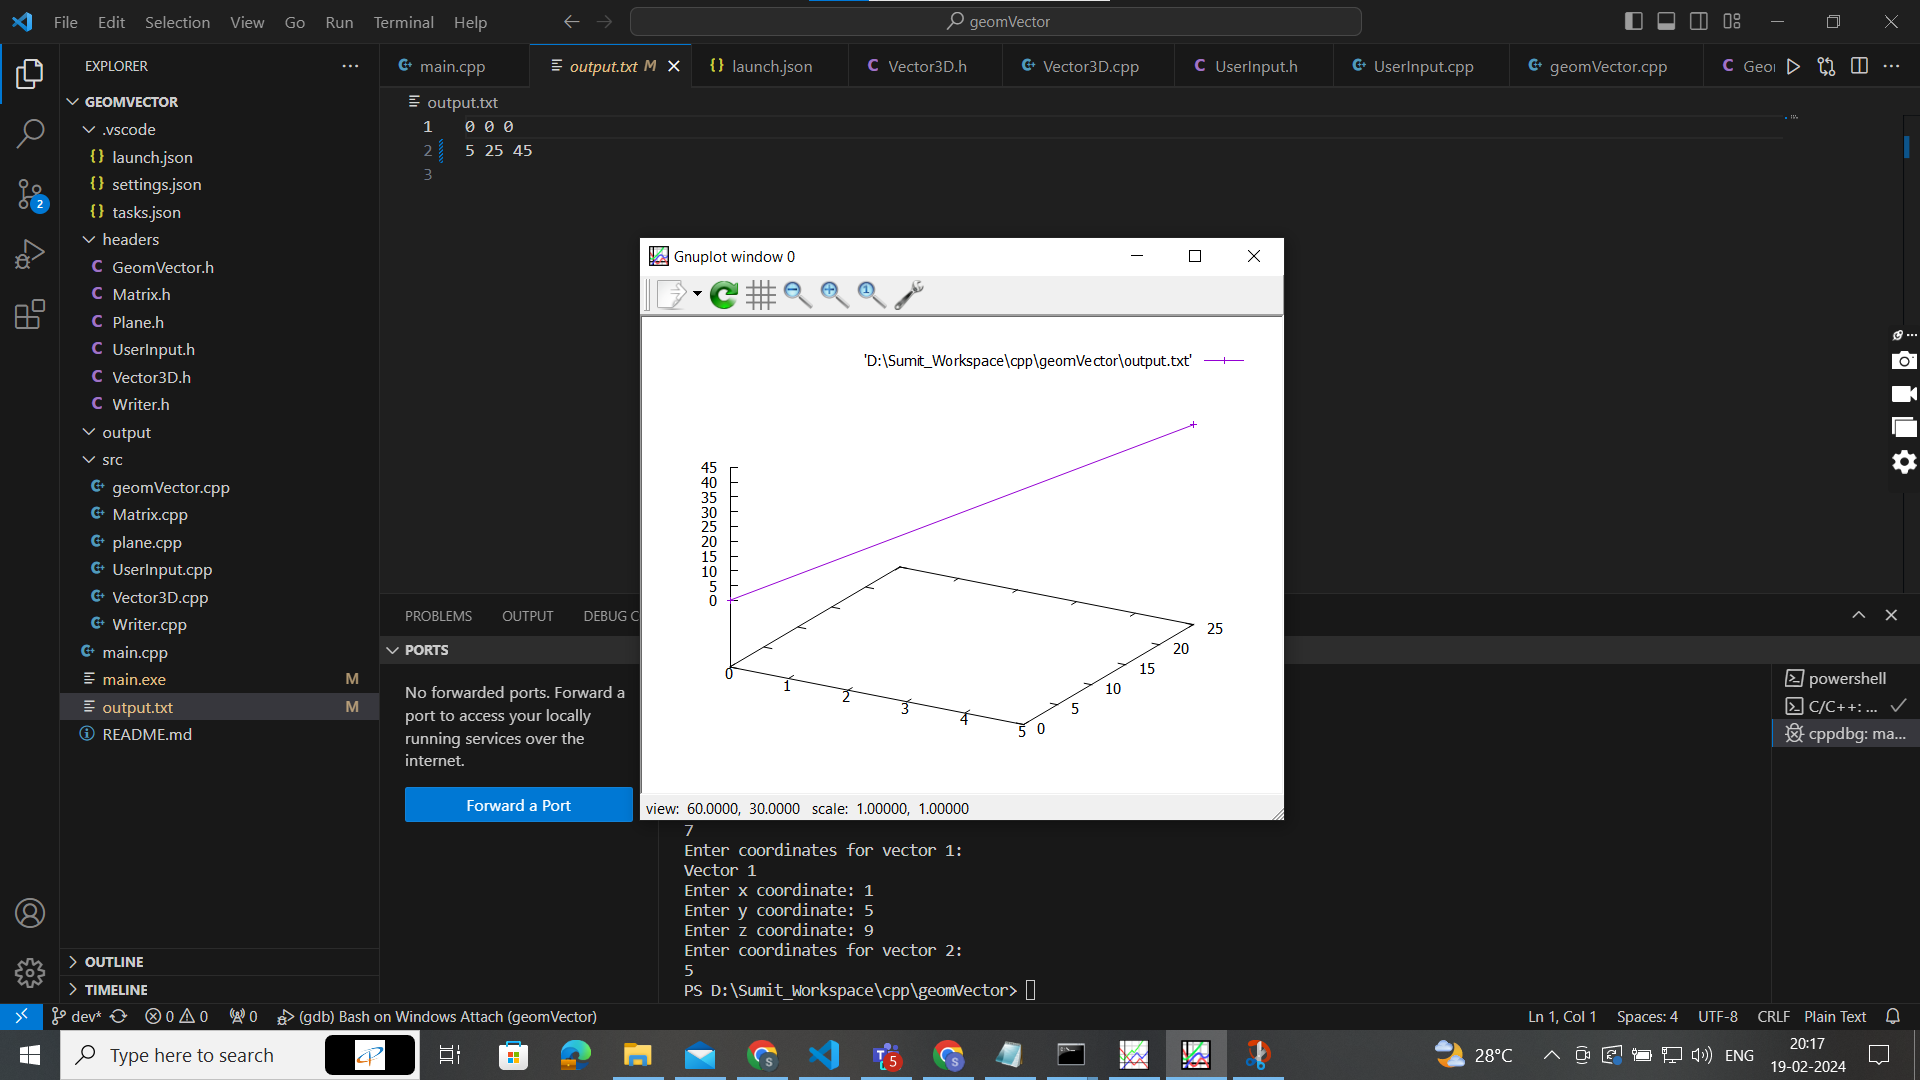 File Edit Selection View Go Run Terminal Help
geomVector
EXPLORER
main.cpp
output.txt M
launch.json
Vector3D.h
Vector3D.cpp
UserInput.h
UserInput.cpp
geomVector.cpp
GEOMVECTOR
output.txt
.vscode
launch.json
settings.json
tasks.json
headers
GeomVector.h
Matrix.h
Plane.h
UserInput.h
Vector3D.h
Writer.h
output
src
geomVector.cpp
Matrix.cpp
plane.cpp
UserInput.cpp
Vector3D.cpp
Writer.cpp
main.cpp
main.exe M
output.txt M
README.md
OUTLINE
TIMELINE
2
1 0 0 0
2 5 25 45
3
Gnuplot window 0
'D:\Sumit_Workspace\cpp\geomVector\output.txt'
45
40
35
30
25
20
15
10
5
0
0
1
2
3
4
5
0
5
10
15
20
25
view: 60.0000, 30.0000 scale: 1.00000, 1.00000
PROBLEMS OUTPUT
PORTS
No forwarded ports. Forward a
port to access your locally
running services over the
internet.
Forward a Port
7
Enter coordinates for vector 1:
Vector 1
Enter x coordinate: 1
Enter y coordinate: 5
Enter z coordinate: 9
Enter coordinates for vector 2:
5
PS D:\Sumit_Workspace\cpp\geomVector>
powershell
C/C++: ...
cppdbg: ma...
dev* 0 0 0 (gdb) Bash on Windows Attach (geomVector)
Ln 1, Col 1 Spaces: 4 UTF-8 CRLF Plain Text
Type here to search
5
28°C
ENG
20:17
19-02-2024